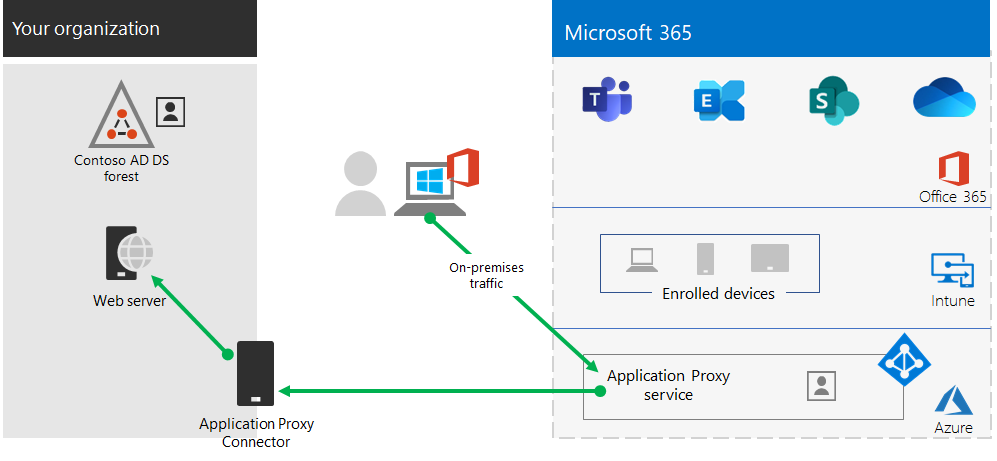 Your organization
Microsoft 365
Contoso AD DS
forest
T
E
S
Office 365
On-premises
traffic
Web server
Enrolled devices
Intune
Application Proxy
service
Application Proxy
Connector
Azure